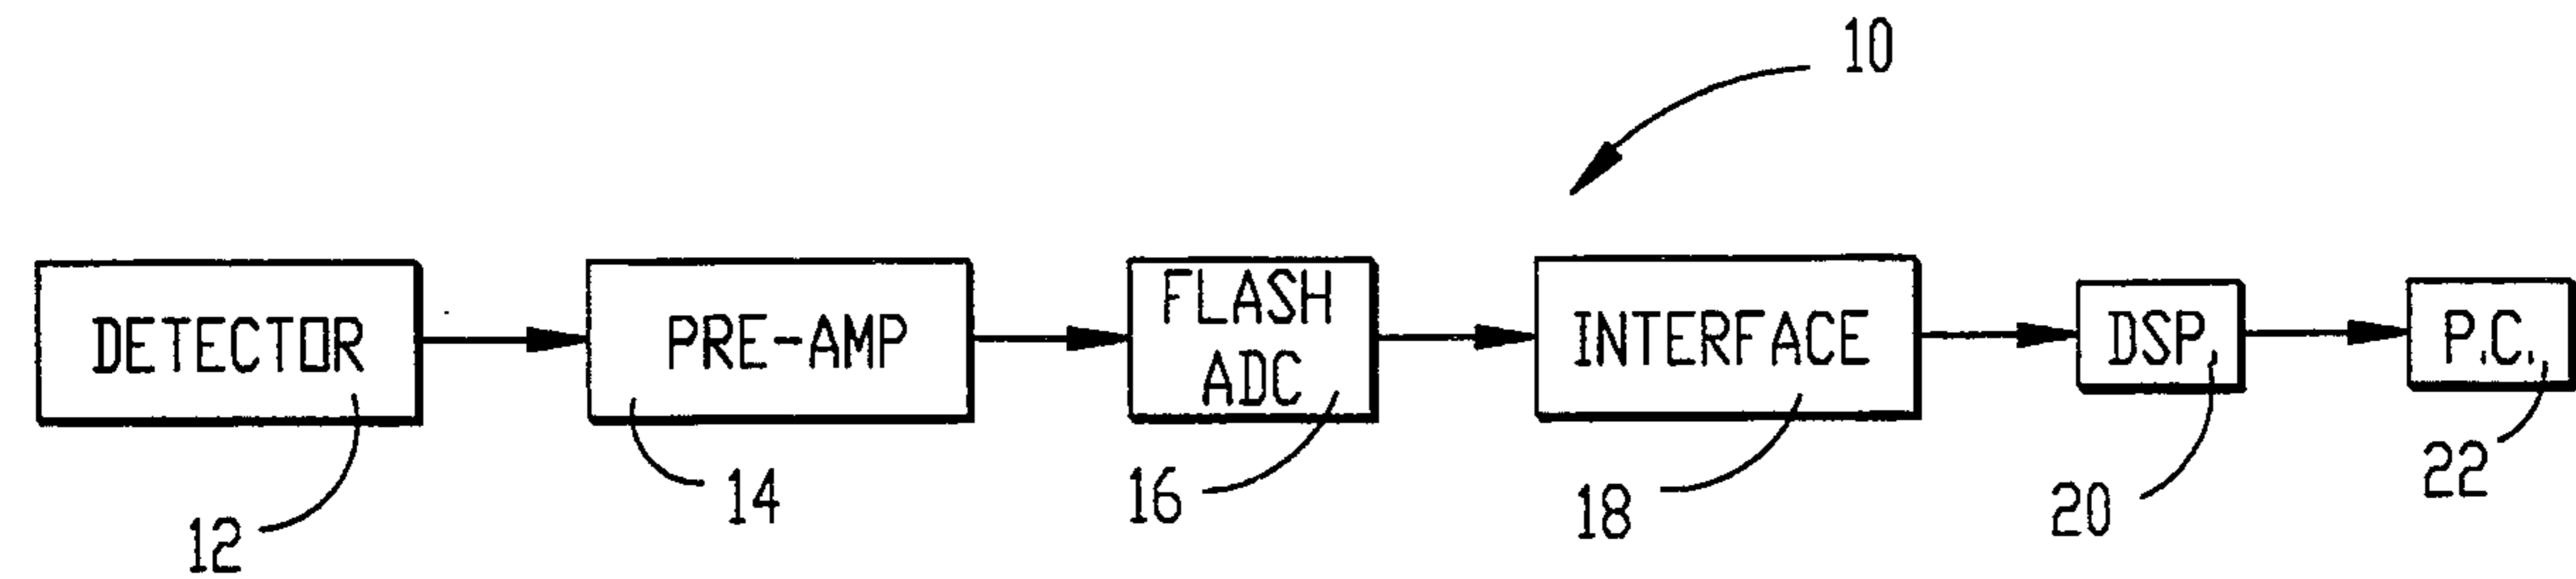 10
DETECTOR
PRE-AMP
FLASH
ADC
INTERFACE
DSP
P.C.
12
14
16
18
20
22